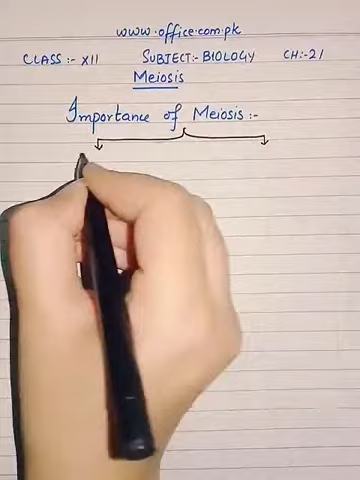 www.office.com.pk
CLASS :- XII SUBJECT:- BIOLOGY CH:-21
Meiosis
Importance of Meiosis :-